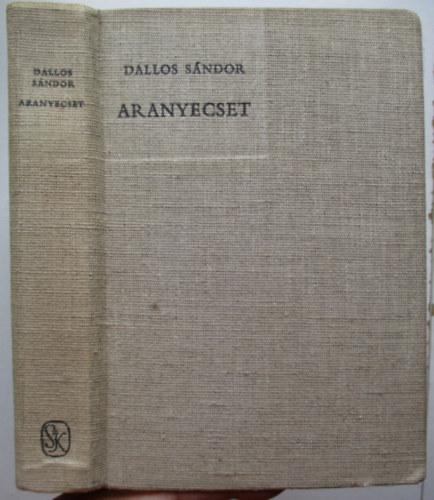 DALLOS
SÁNDOR
ARANYECSET
DALLOS SÁNDOR
ARANYECSET
SzK